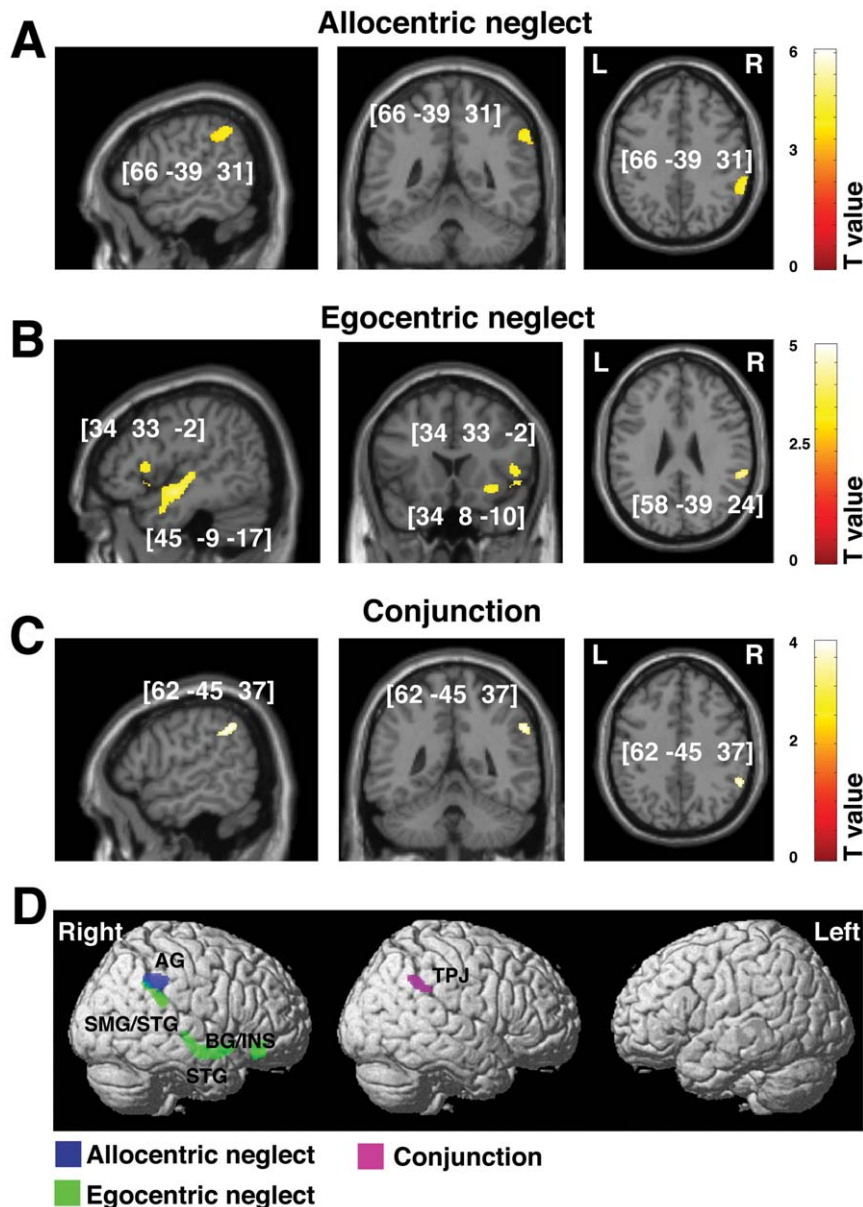 A
Allocentric neglect
[66 -39 31]
[66 -39 31]
L R
[66 -39 31]
6
3
0
T value
B
Egocentric neglect
[34 33 -2]
[45 -9 -17]
[34 33 -2]
[34 8 -10]
L R
[58 -39 24]
5
2.5
0
T value
C
Conjunction
[62 -45 37]
[62 -45 37]
L R
[62 -45 37]
4
2
0
T value
D
Right
AG
SMG/STG
BG/INS
STG
TPJ
Left
Allocentric neglect
Conjunction
Egocentric neglect